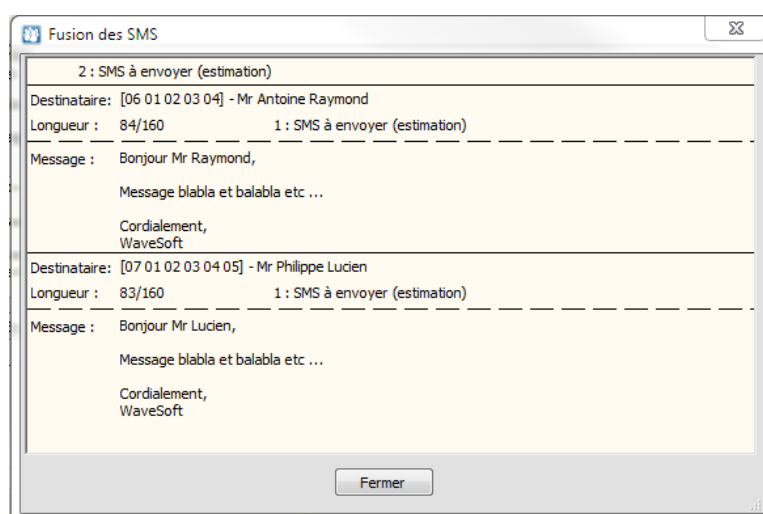 Fusion des SMS
2 : SMS à envoyer (estimation)
Destinataire: [06 01 02 03 04] - Mr Antoine Raymond
Longueur : 84/160 1 : SMS à envoyer (estimation)
Message : Bonjour Mr Raymond,
Message blabla et balabla etc ...
Cordialement,
WaveSoft
Destinataire: [07 01 02 03 04 05] - Mr Philippe Lucien
Longueur : 83/160 1 : SMS à envoyer (estimation)
Message : Bonjour Mr Lucien,
Message blabla et balabla etc ...
Cordialement,
WaveSoft
Fermer